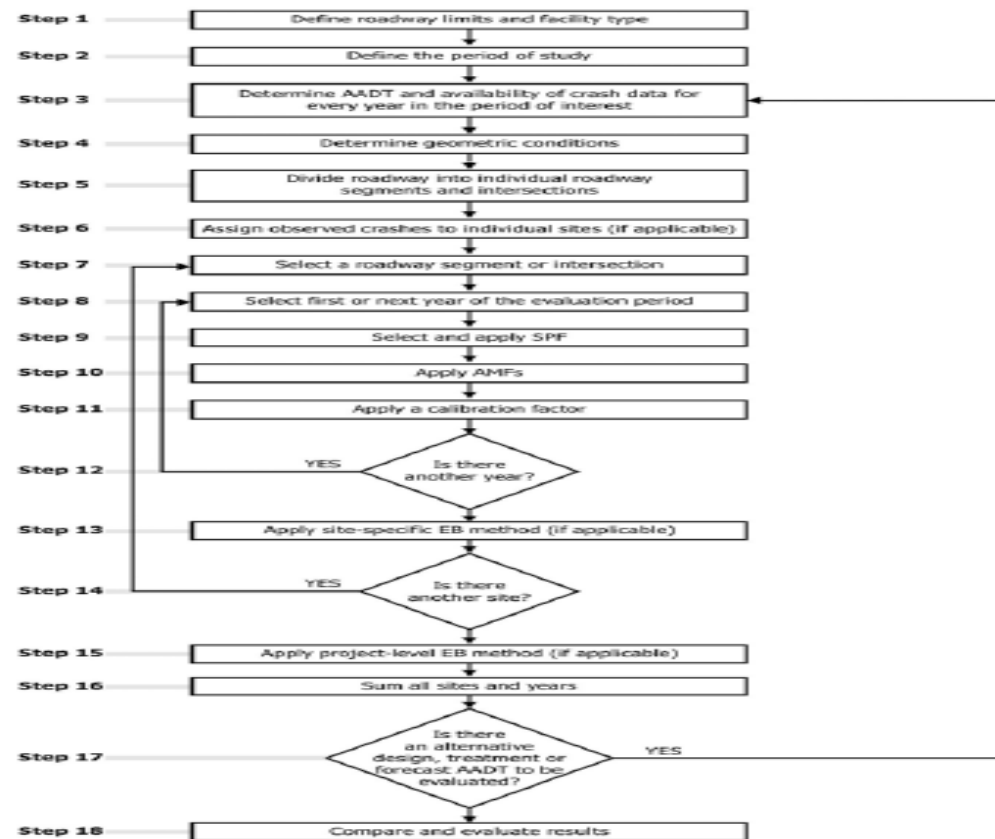 Step 1 Define roadway limits and facility type
Step 2 Define the period of study
Step 3 Determine AADT and availability of crash data for
every year in the period of interest
Step 4 Determine geometric conditions
Step 5 Divide roadway into individual roadway
segments and intersections
Step 6 Assign observed crashes to individual sites (if applicable)
Step 7 Select a roadway segment or intersection
Step 8 Select first or next year of the evaluation period
Step 9 Select and apply SPF
Step 10 Apply AMFs
Step 11 Apply a calibration factor
Step 12 YES Is there
another year?
Step 13 Apply site-specific EB method (if applicable)
Step 14 YES Is there
another site?
Step 15 Apply project-level EB method (if applicable)
Step 16 Sum all sites and years
Step 17 Is there
an alternative
design, treatment or
forecast AADT to be
evaluated?
YES
Step 18 Compare and evaluate results